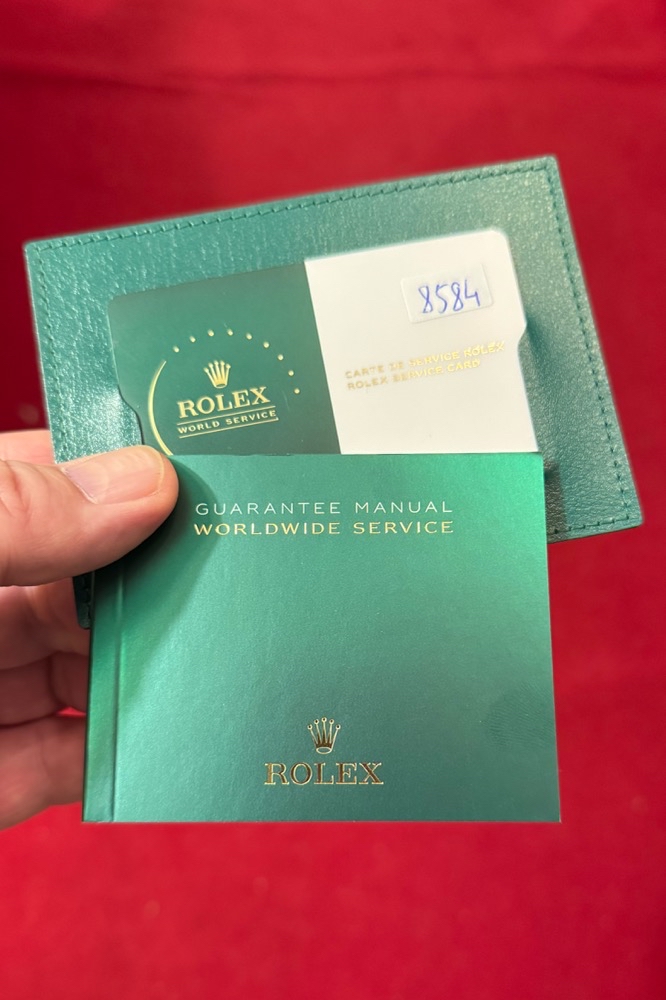 8584
CARTE DE SERVICE ROLEX
ROLEX SERVICE CARD
ROLEX
WORLD SERVICE
GUARANTEE MANUAL
WORLDWIDE SERVICE
ROLEX